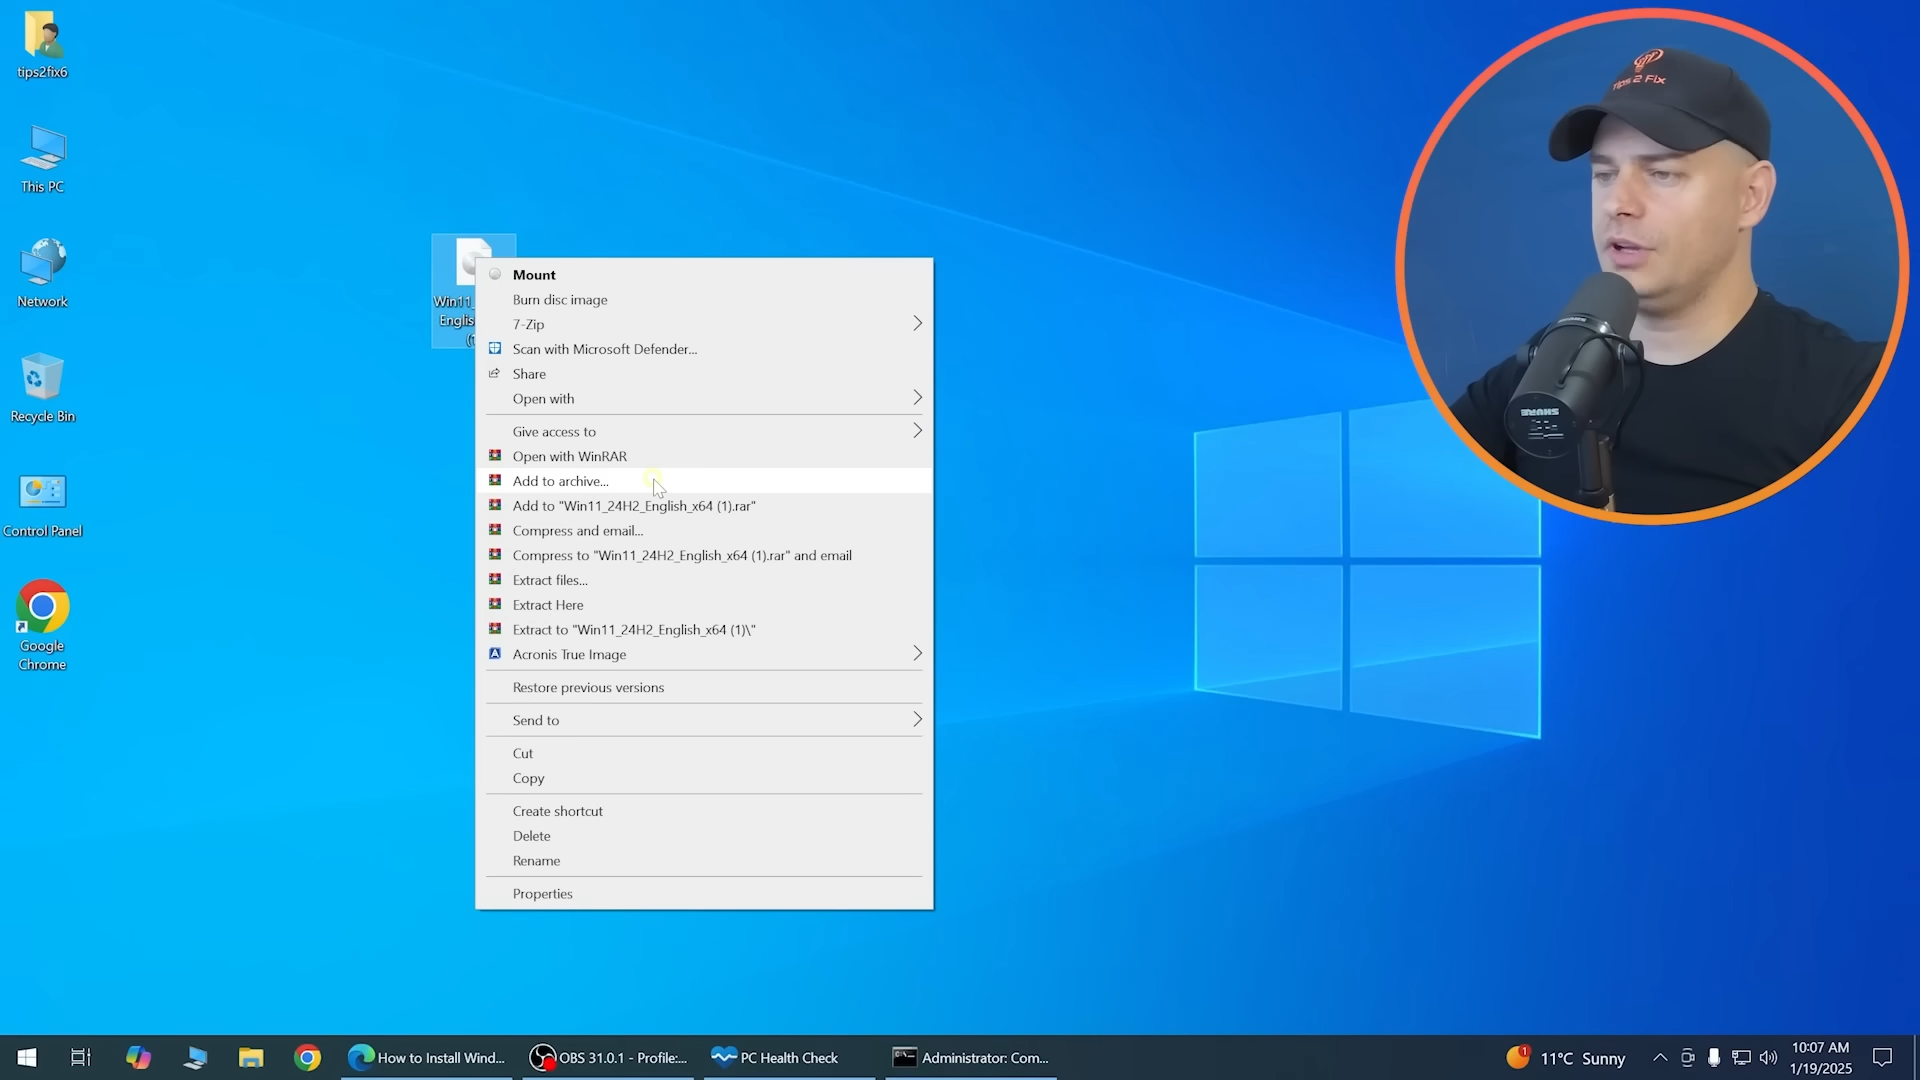 tips2fix6
This PC
Network
Recycle Bin
Control Panel
Google
Chrome
Win11_
Englis
Mount
Burn disc image
7-Zip
Scan with Microsoft Defender...
Share
Open with
Give access to
Open with WinRAR
Add to archive...
Add to "Win11_24H2_English_x64 (1).rar"
Compress and email...
Compress to "Win11_24H2_English_x64 (1).rar" and email
Extract files...
Extract Here
Extract to "Win11_24H2_English_x64 (1)\"
Acronis True Image
Restore previous versions
Send to
Cut
Copy
Create shortcut
Delete
Rename
Properties
Tips 2 Fix
SHURE
How to Install Wind...
OBS 31.0.1 - Profile:...
PC Health Check
Administrator: Com...
1
11°C Sunny
10:07 AM
1/19/2025